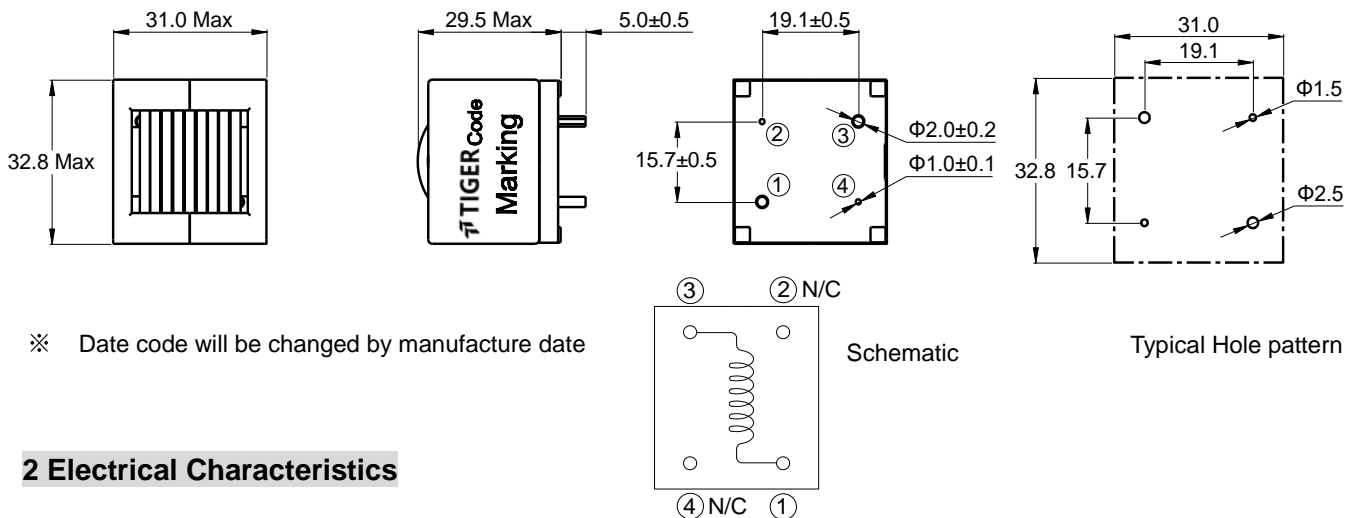 31.0 Max
29.5 Max
5.0±0.5
19.1±0.5
31.0
19.1
Φ1.5
32.8 Max
TIGER Code
Marking
15.7±0.5
②
③
①
④
Φ2.0±0.2
Φ1.0±0.1
32.8
15.7
Φ2.5
③
② N/C
※ Date code will be changed by manufacture date
Schematic
Typical Hole pattern
2 Electrical Characteristics
④ N/C
①